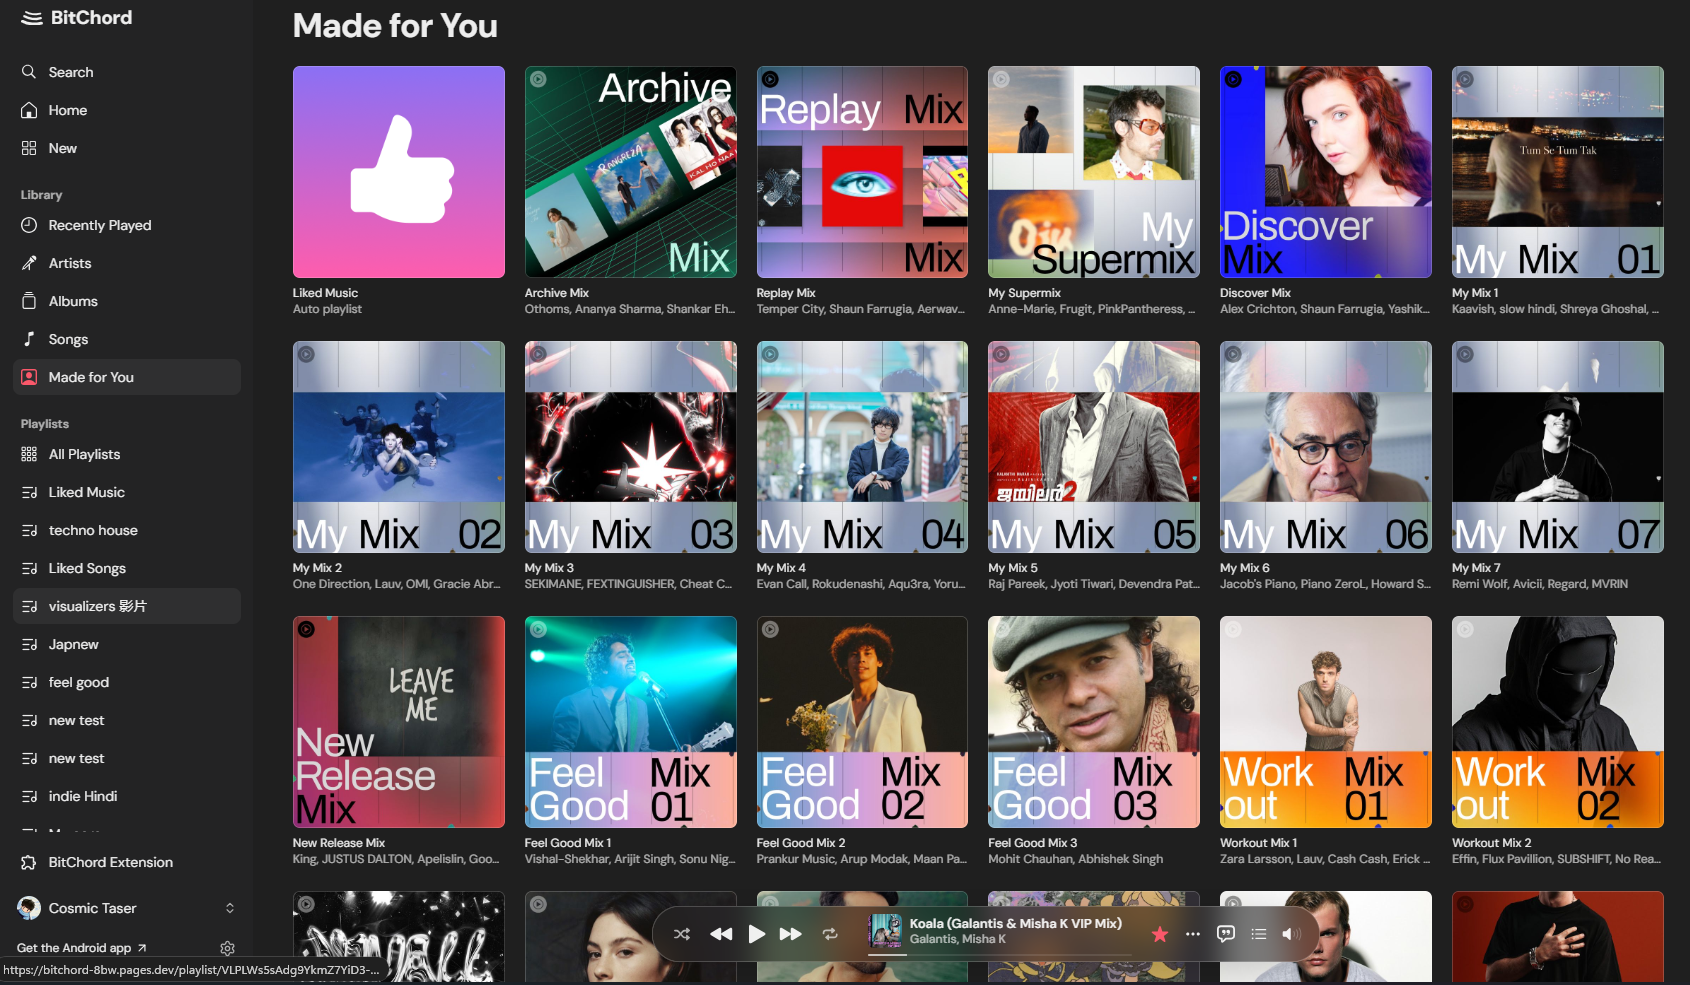 BitChord
Search
Home
New
Library
Recently Played
Artists
Albums
Songs
Made for You
Playlists
All Playlists
Liked Music
techno house
Liked Songs
visualizers 影片
Japnew
feel good
new test
new test
indie Hindi
BitChord Extension
Cosmic Taser
Get the Android app ↗
https://bitchord-8bw.pages.dev/playlist/VLPLWs5sAdg9YkmZ7YiD3-...
Made for You
Archive
RANGREZA
KAL HO NAA
Mix
Replay Mix
Mix
My
Supermix
Discover
Mix
Tum Se Tum Tak
My Mix 01
Liked Music
Auto playlist
Archive Mix
Othoms, Ananya Sharma, Shankar Eh...
Replay Mix
Temper City, Shaun Farrugia, Aerwav...
My Supermix
Anne-Marie, Frugit, PinkPantheress, ...
Discover Mix
Alex Crichton, Shaun Farrugia, Yashik...
My Mix 1
Kaavish, slow hindi, Shreya Ghoshal, ...
My Mix 02
My Mix 03
My Mix 04
ജയിലർ2
My Mix 05
My Mix 06
My Mix 07
My Mix 2
One Direction, Lauv, OMI, Gracie Abr...
My Mix 3
SEKIMANE, FEXTINGUISHER, Cheat C...
My Mix 4
Evan Call, Rokudenashi, Aqu3ra, Yoru...
My Mix 5
Raj Pareek, Jyoti Tiwari, Devendra Pat...
My Mix 6
Jacob's Piano, Piano ZeroL, Howard S...
My Mix 7
Remi Wolf, Avicii, Regard, MVRIN
LEAVE
ME
New
Release
Mix
Feel Mix
Good 01
Feel Mix
Good 02
Feel Mix
Good 03
Work Mix
out 01
Work Mix
out 02
New Release Mix
King, JUSTUS DALTON, Apelislin, Goo...
Feel Good Mix 1
Vishal-Shekhar, Arijit Singh, Sonu Nig...
Feel Good Mix 2
Prankur Music, Arup Modak, Maan Pa...
Feel Good Mix 3
Mohit Chauhan, Abhishek Singh
Workout Mix 1
Zara Larsson, Lauv, Cash Cash, Erick ...
Workout Mix 2
Effin, Flux Pavillion, SUBSHIFT, No Rea...
Koala (Galantis & Misha K VIP Mix)
Galantis, Misha K